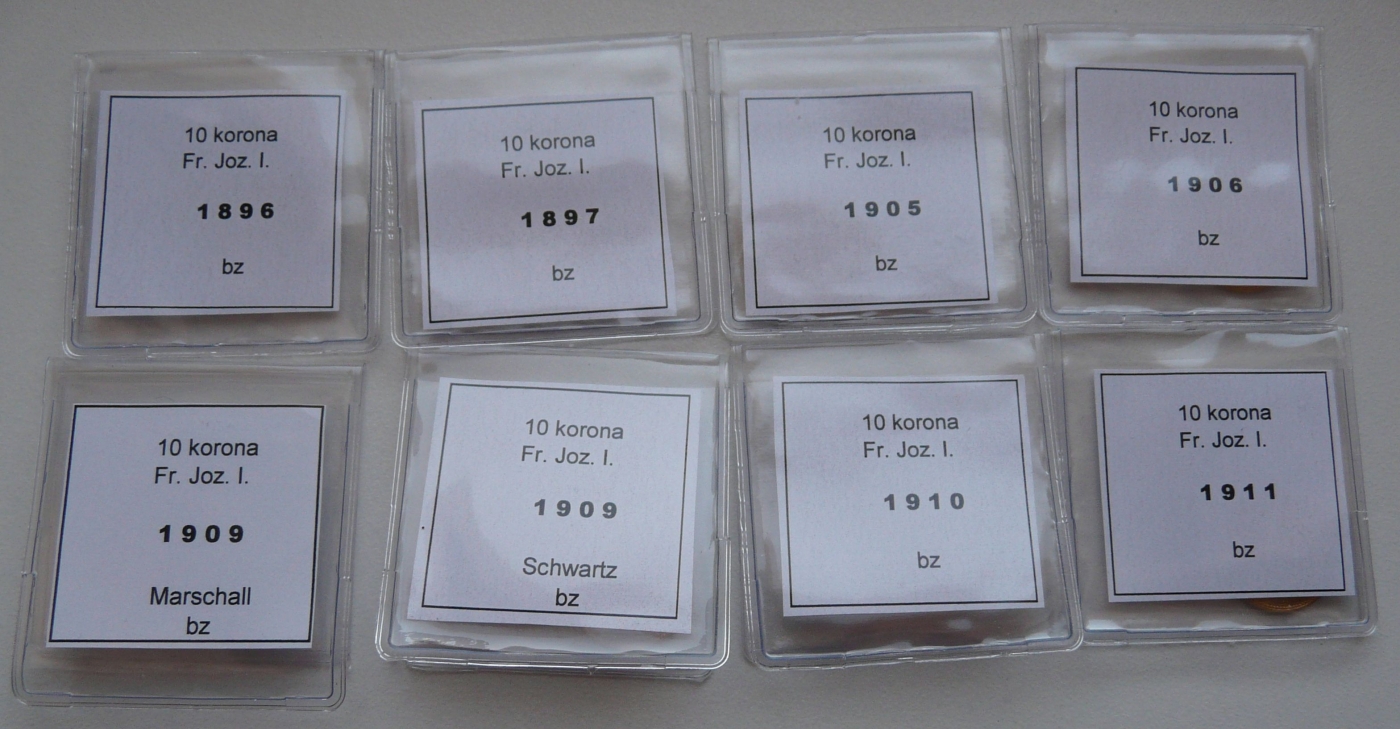 10 korona
Fr. Joz. I.
1896
bz
10 korona
Fr. Joz. I.
1897
bz
10 korona
Fr. Joz. I.
1905
bz
10 korona
Fr. Joz. I.
1906
bz
10 korona
Fr. Joz. I.
1909
Marschall
bz
10 korona
Fr. Joz. I.
1909
Schwartz
bz
10 korona
Fr. Joz. I.
1910
bz
10 korona
Fr. Joz. I.
1911
bz